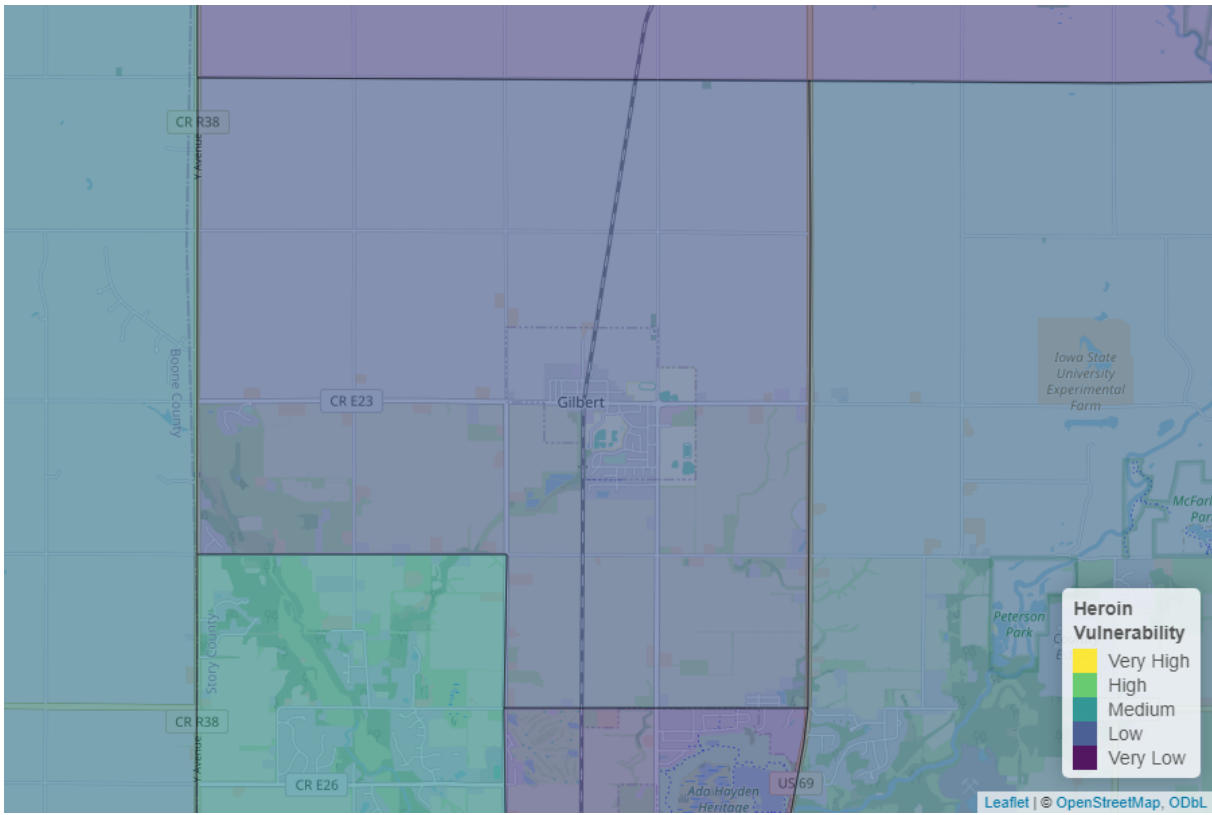 CR R38
Y Avenue
Boone County
CR E23
Gilbert
Iowa State
University
Experimental
Farm
Peterson
Park
Story County
CR R38
Y Avenue
CR E26
Ada Hayden
Heritage
US 69
Heroin
Vulnerability
Very High
High
Medium
Low
Very Low
Leaflet | © OpenStreetMap, ODbL